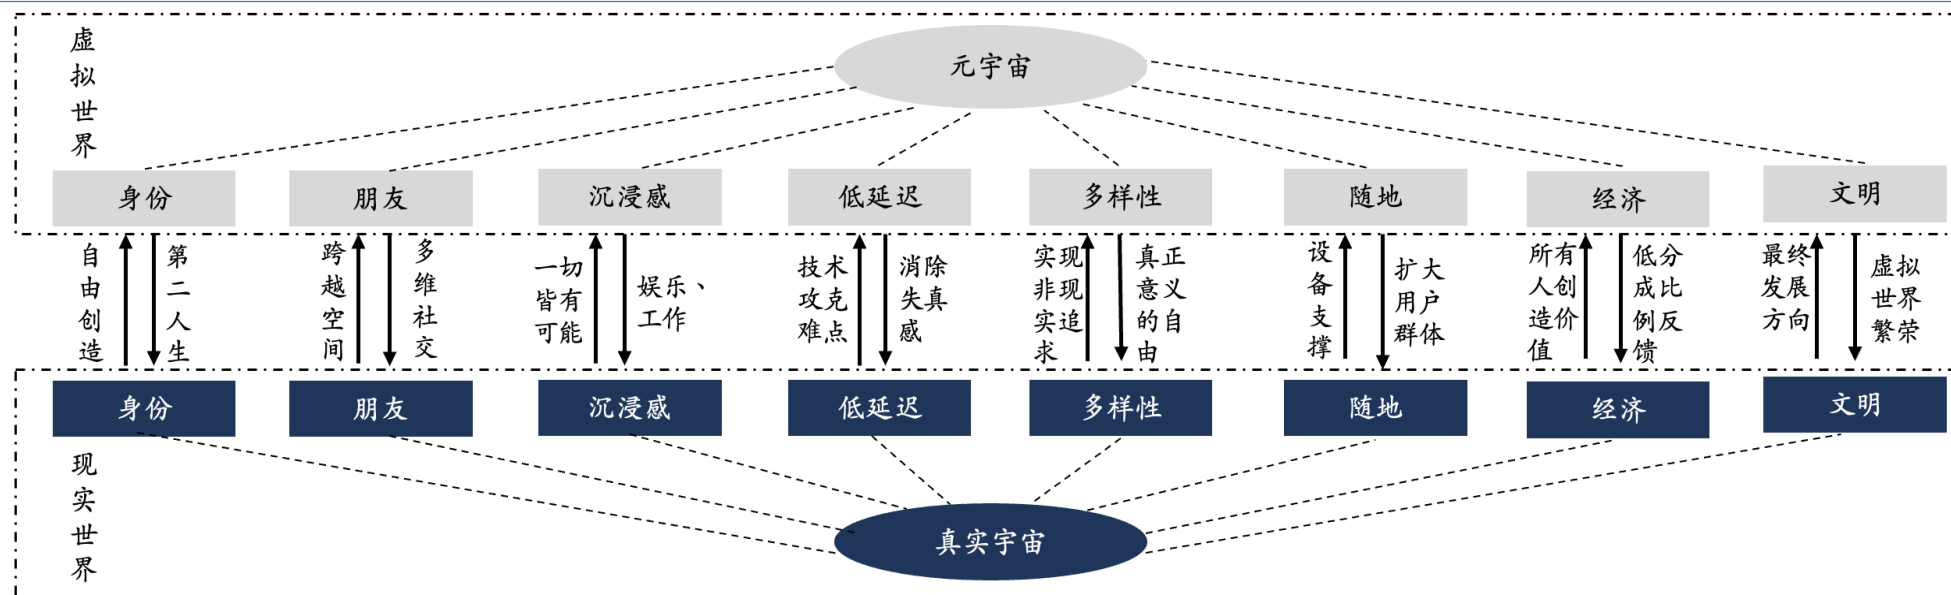 虚拟世界
元宇宙
身份
朋友
沉浸感
低延迟
多样性
随地
经济
文明
自由创造
第二人生
跨越空间
多维社交
一切
皆有
可能
娱乐、
工作
技术
攻克
难点
消除
失真
感
实现
非现
实追
求
真正
意义
的自
由
设备支撑
扩大
用户
群体
所有
人创
造价
值
低分
成比
例反
馈
最终
发展
方向
虚拟
世界
繁荣
身份
朋友
沉浸感
低延迟
多样性
随地
经济
文明
现实世界
真实宇宙